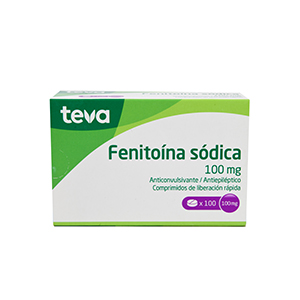 teva
Fenitoína sódica
100 mg
Anticonvulsivante / Antiepiléptico
Comprimidos de liberación rápida
x 100 100mg